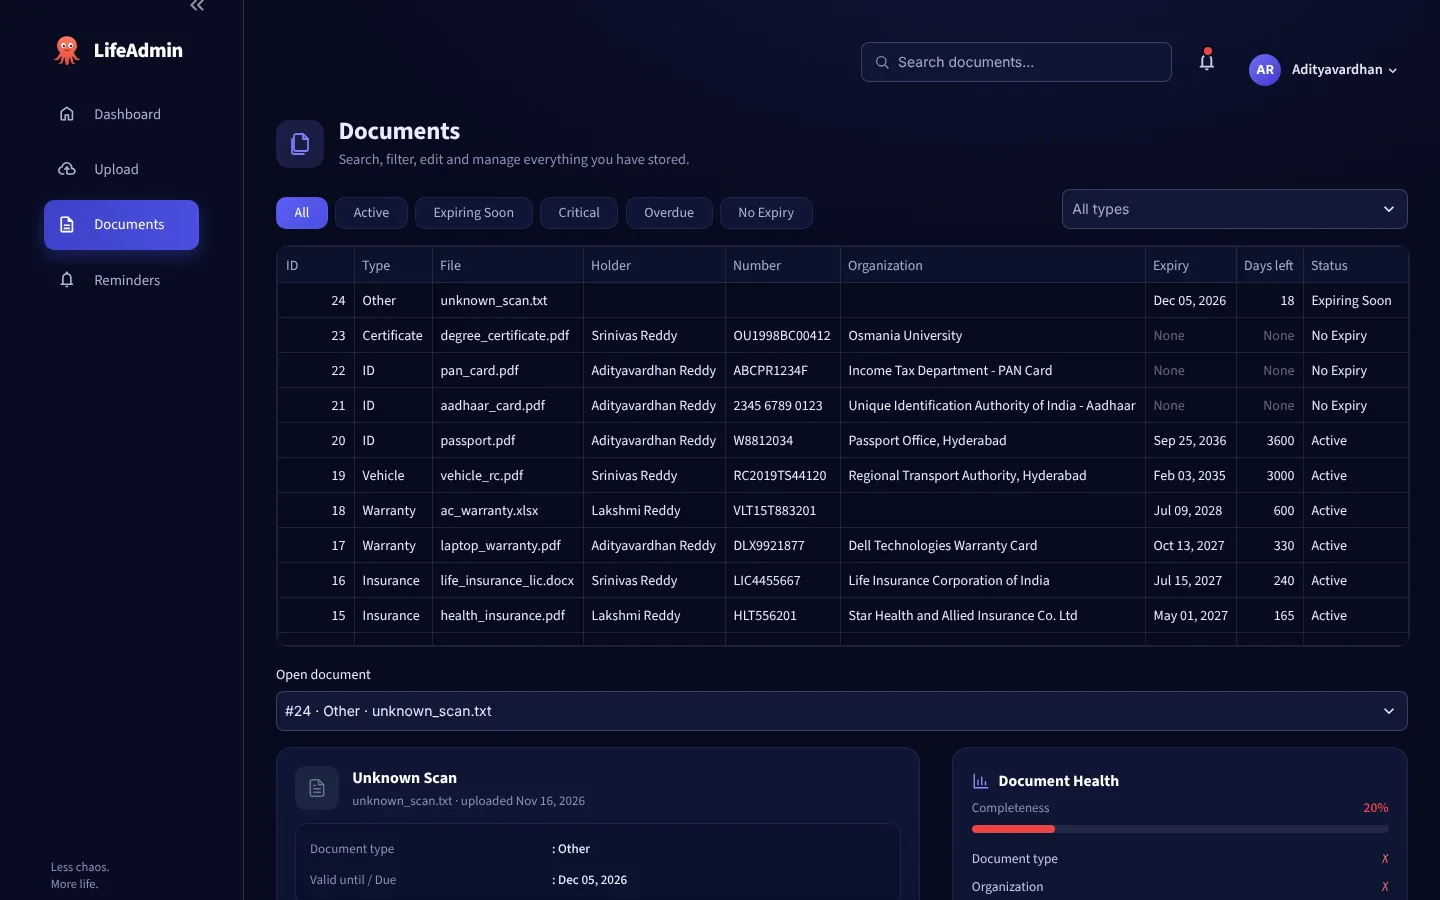 LifeAdmin
Dashboard
Upload
Documents
Reminders
Less chaos.
More life.
Search documents...
AR Adityavardhan
Documents
Search, filter, edit and manage everything you have stored.
All Active Expiring Soon Critical Overdue No Expiry All types
ID Type File Holder Number Organization Expiry Days left Status
24 Other unknown_scan.txt Dec 05, 2026 18 Expiring Soon
23 Certificate degree_certificate.pdf Srinivas Reddy OU1998BC00412 Osmania University None None No Expiry
22 ID pan_card.pdf Adityavardhan Reddy ABCPR1234F Income Tax Department - PAN Card None None No Expiry
21 ID aadhaar_card.pdf Adityavardhan Reddy 2345 6789 0123 Unique Identification Authority of India - Aadhaar None None No Expiry
20 ID passport.pdf Adityavardhan Reddy W8812034 Passport Office, Hyderabad Sep 25, 2036 3600 Active
19 Vehicle vehicle_rc.pdf Srinivas Reddy RC2019TS44120 Regional Transport Authority, Hyderabad Feb 03, 2035 3000 Active
18 Warranty ac_warranty.xlsx Lakshmi Reddy VLT15T883201 Jul 09, 2028 600 Active
17 Warranty laptop_warranty.pdf Adityavardhan Reddy DLX9921877 Dell Technologies Warranty Card Oct 13, 2027 330 Active
16 Insurance life_insurance_lic.docx Srinivas Reddy LIC4455667 Life Insurance Corporation of India Jul 15, 2027 240 Active
15 Insurance health_insurance.pdf Lakshmi Reddy HLT556201 Star Health and Allied Insurance Co. Ltd May 01, 2027 165 Active
Open document
#24 · Other · unknown_scan.txt
Unknown Scan
unknown_scan.txt · uploaded Nov 16, 2026
Document type : Other
Valid until / Due : Dec 05, 2026
Document Health
Completeness 20%
Document type ✗
Organization ✗